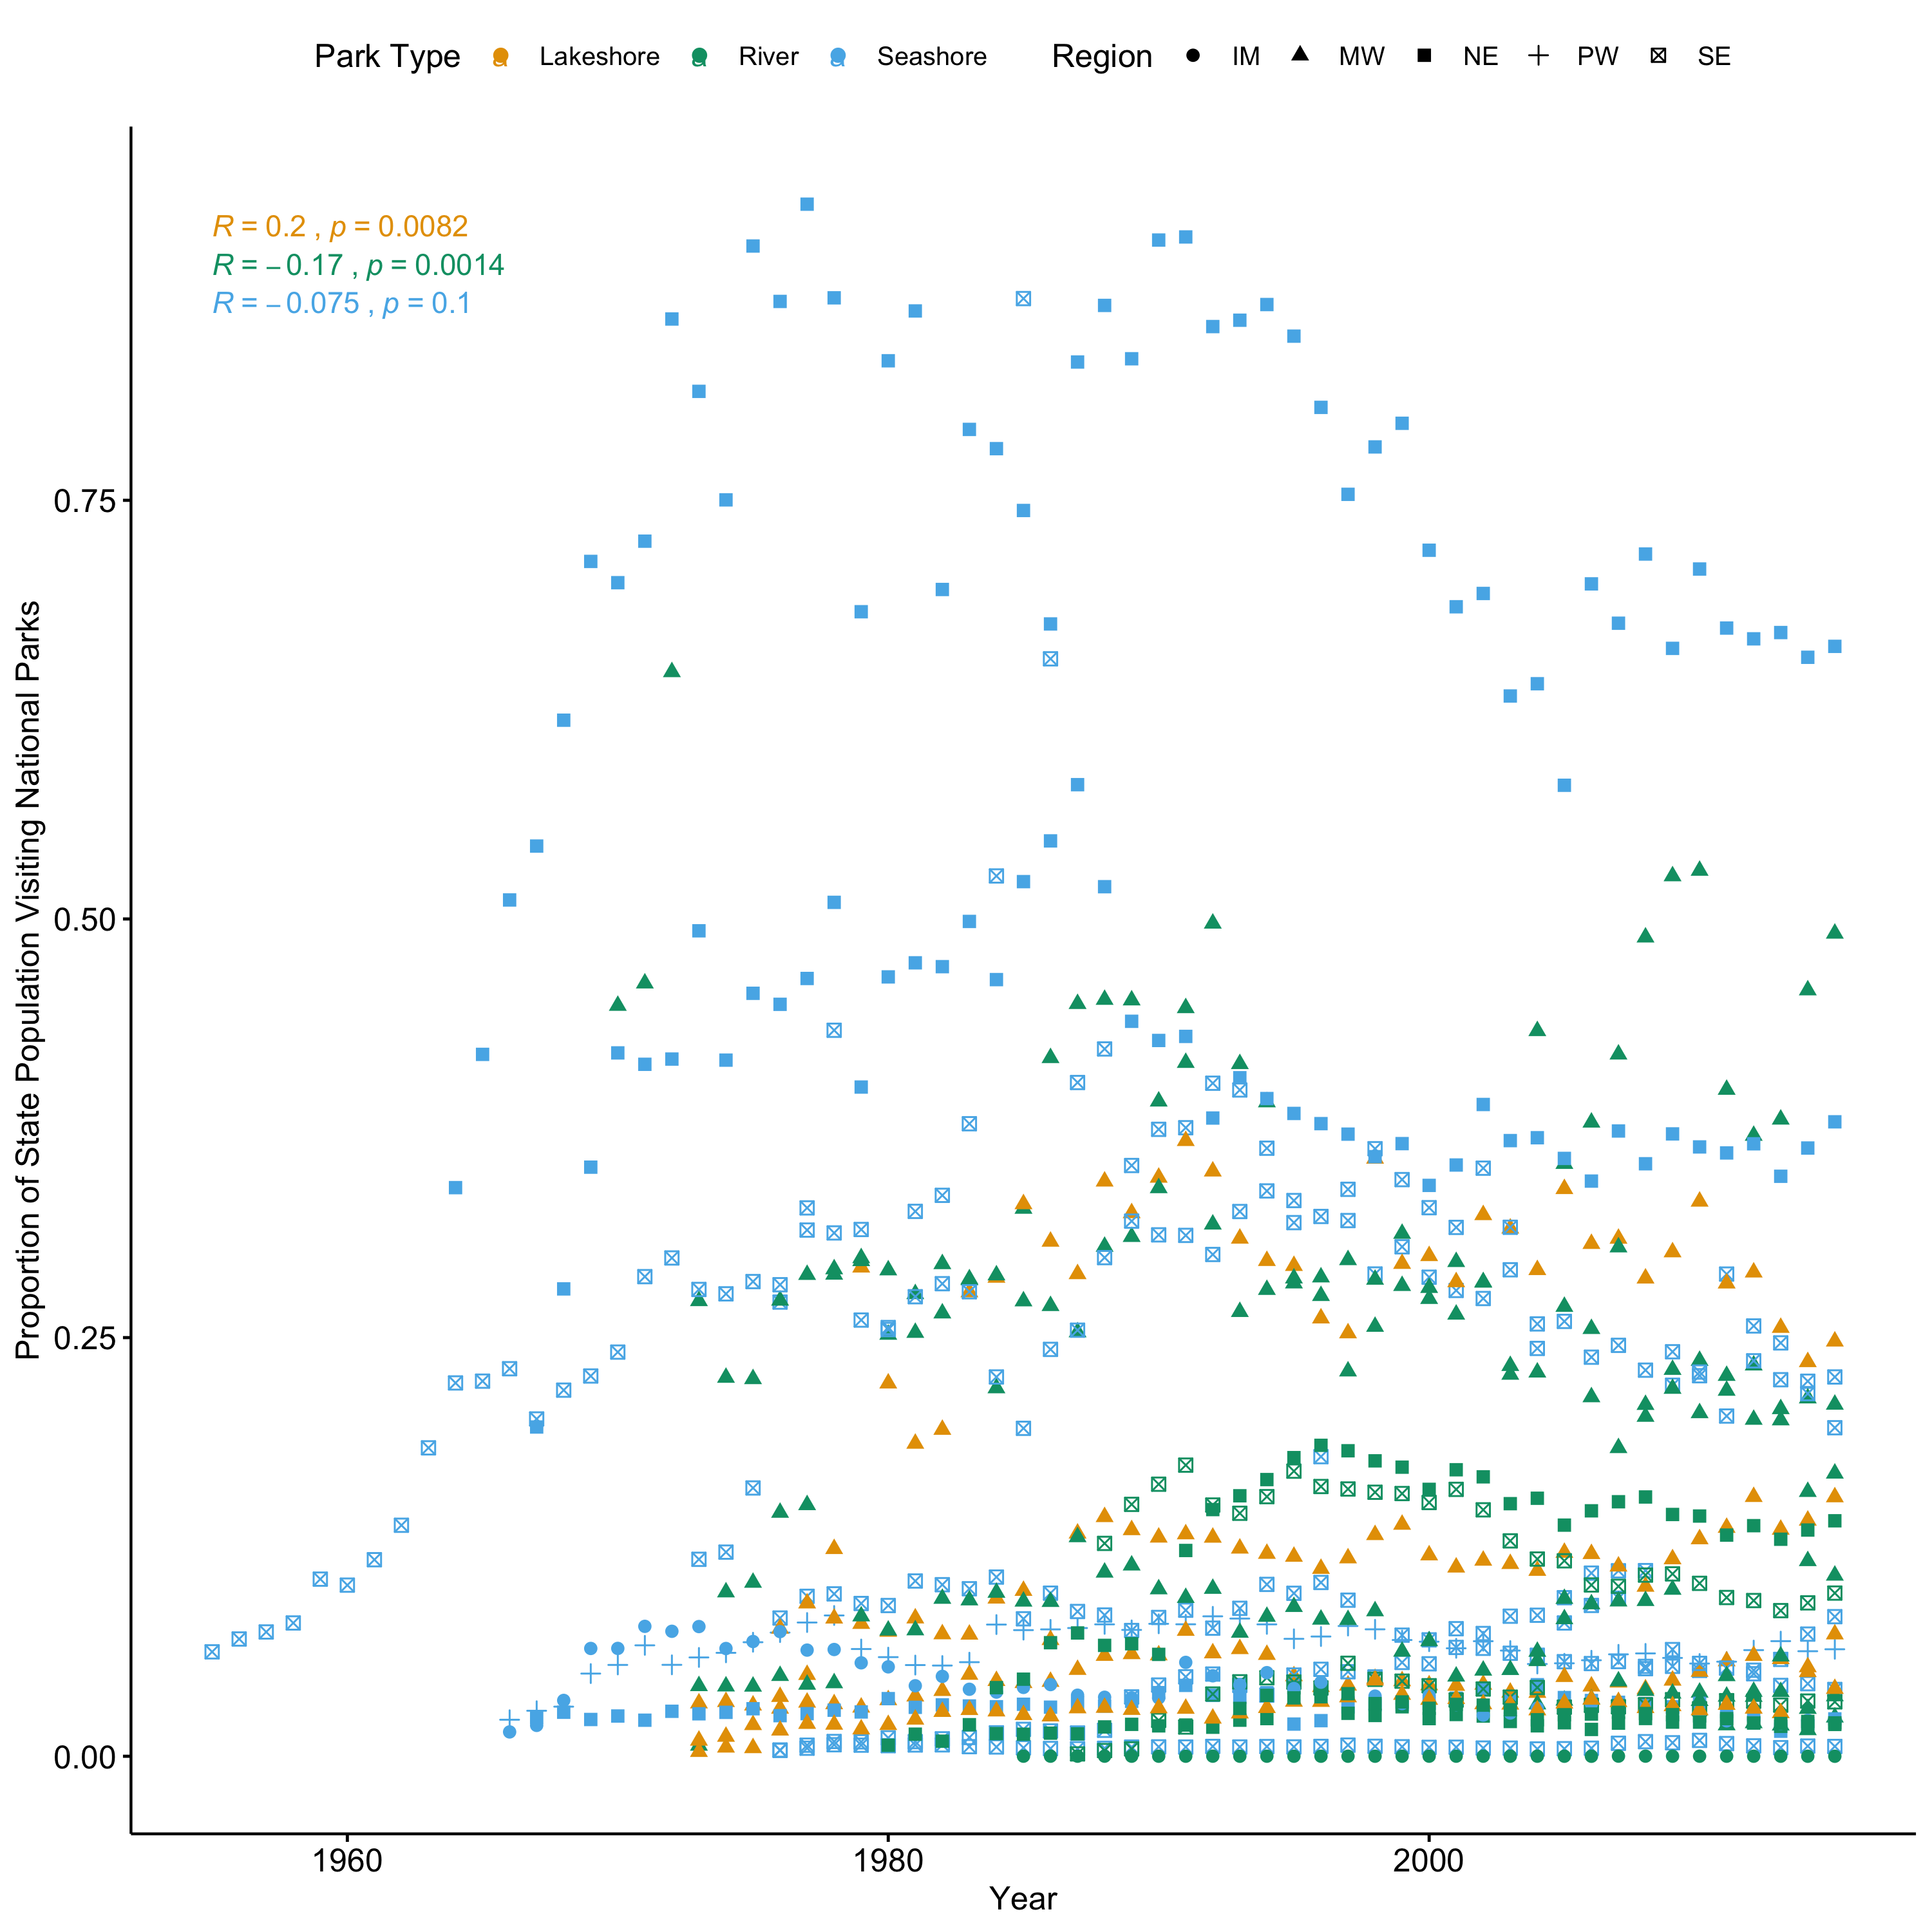 Park Type Lakeshore River Seashore Region IM MW NE PW SE
R = 0.2 , p = 0.0082
R = −0.17 , p = 0.0014
R = −0.075 , p = 0.1
Proportion of State Population Visiting National Parks
0.75
0.50
0.25
0.00
1960 1980 2000
Year